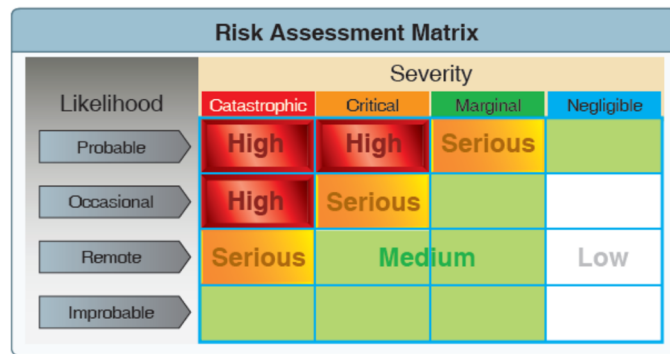 Risk Assessment Matrix
Severity
Likelihood Catastrophic Critical Marginal Negligible
Probable High High Serious
Occasional High Serious
Remote Serious Medium Low
Improbable